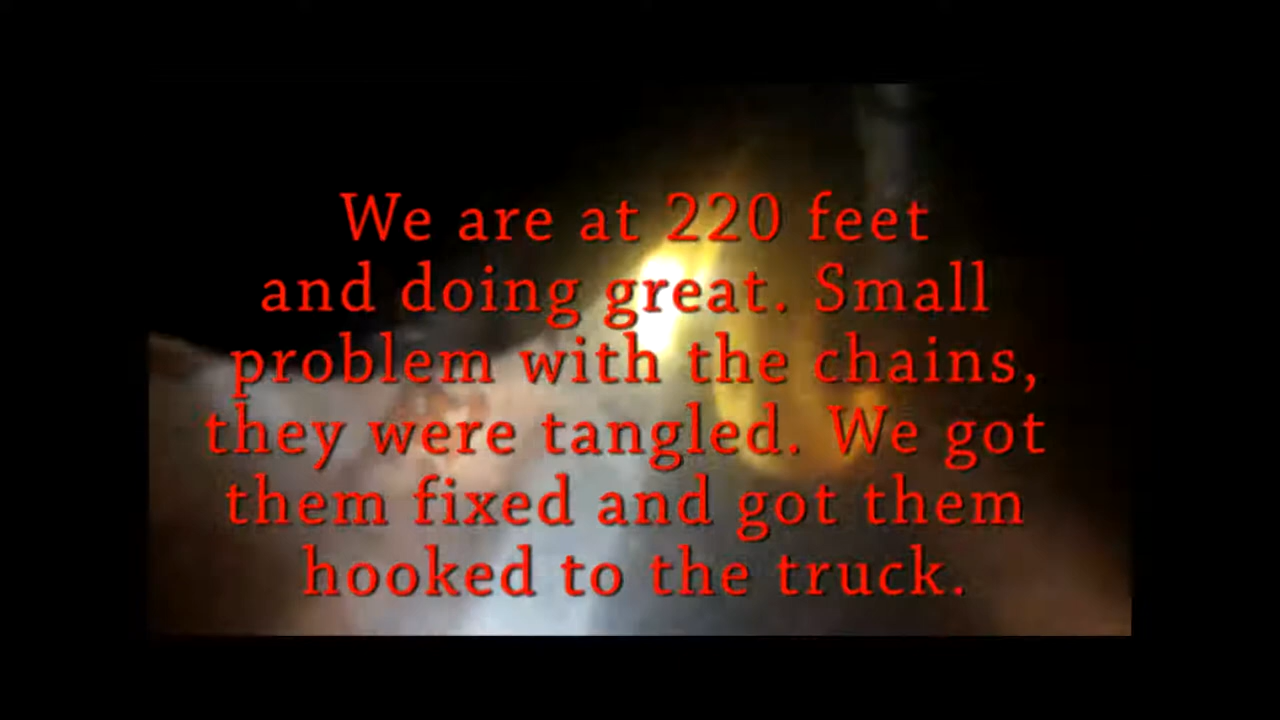 We are at 220 feet
and doing great. Small
problem with the chains,
they were tangled. We got
them fixed and got them
hooked to the truck.